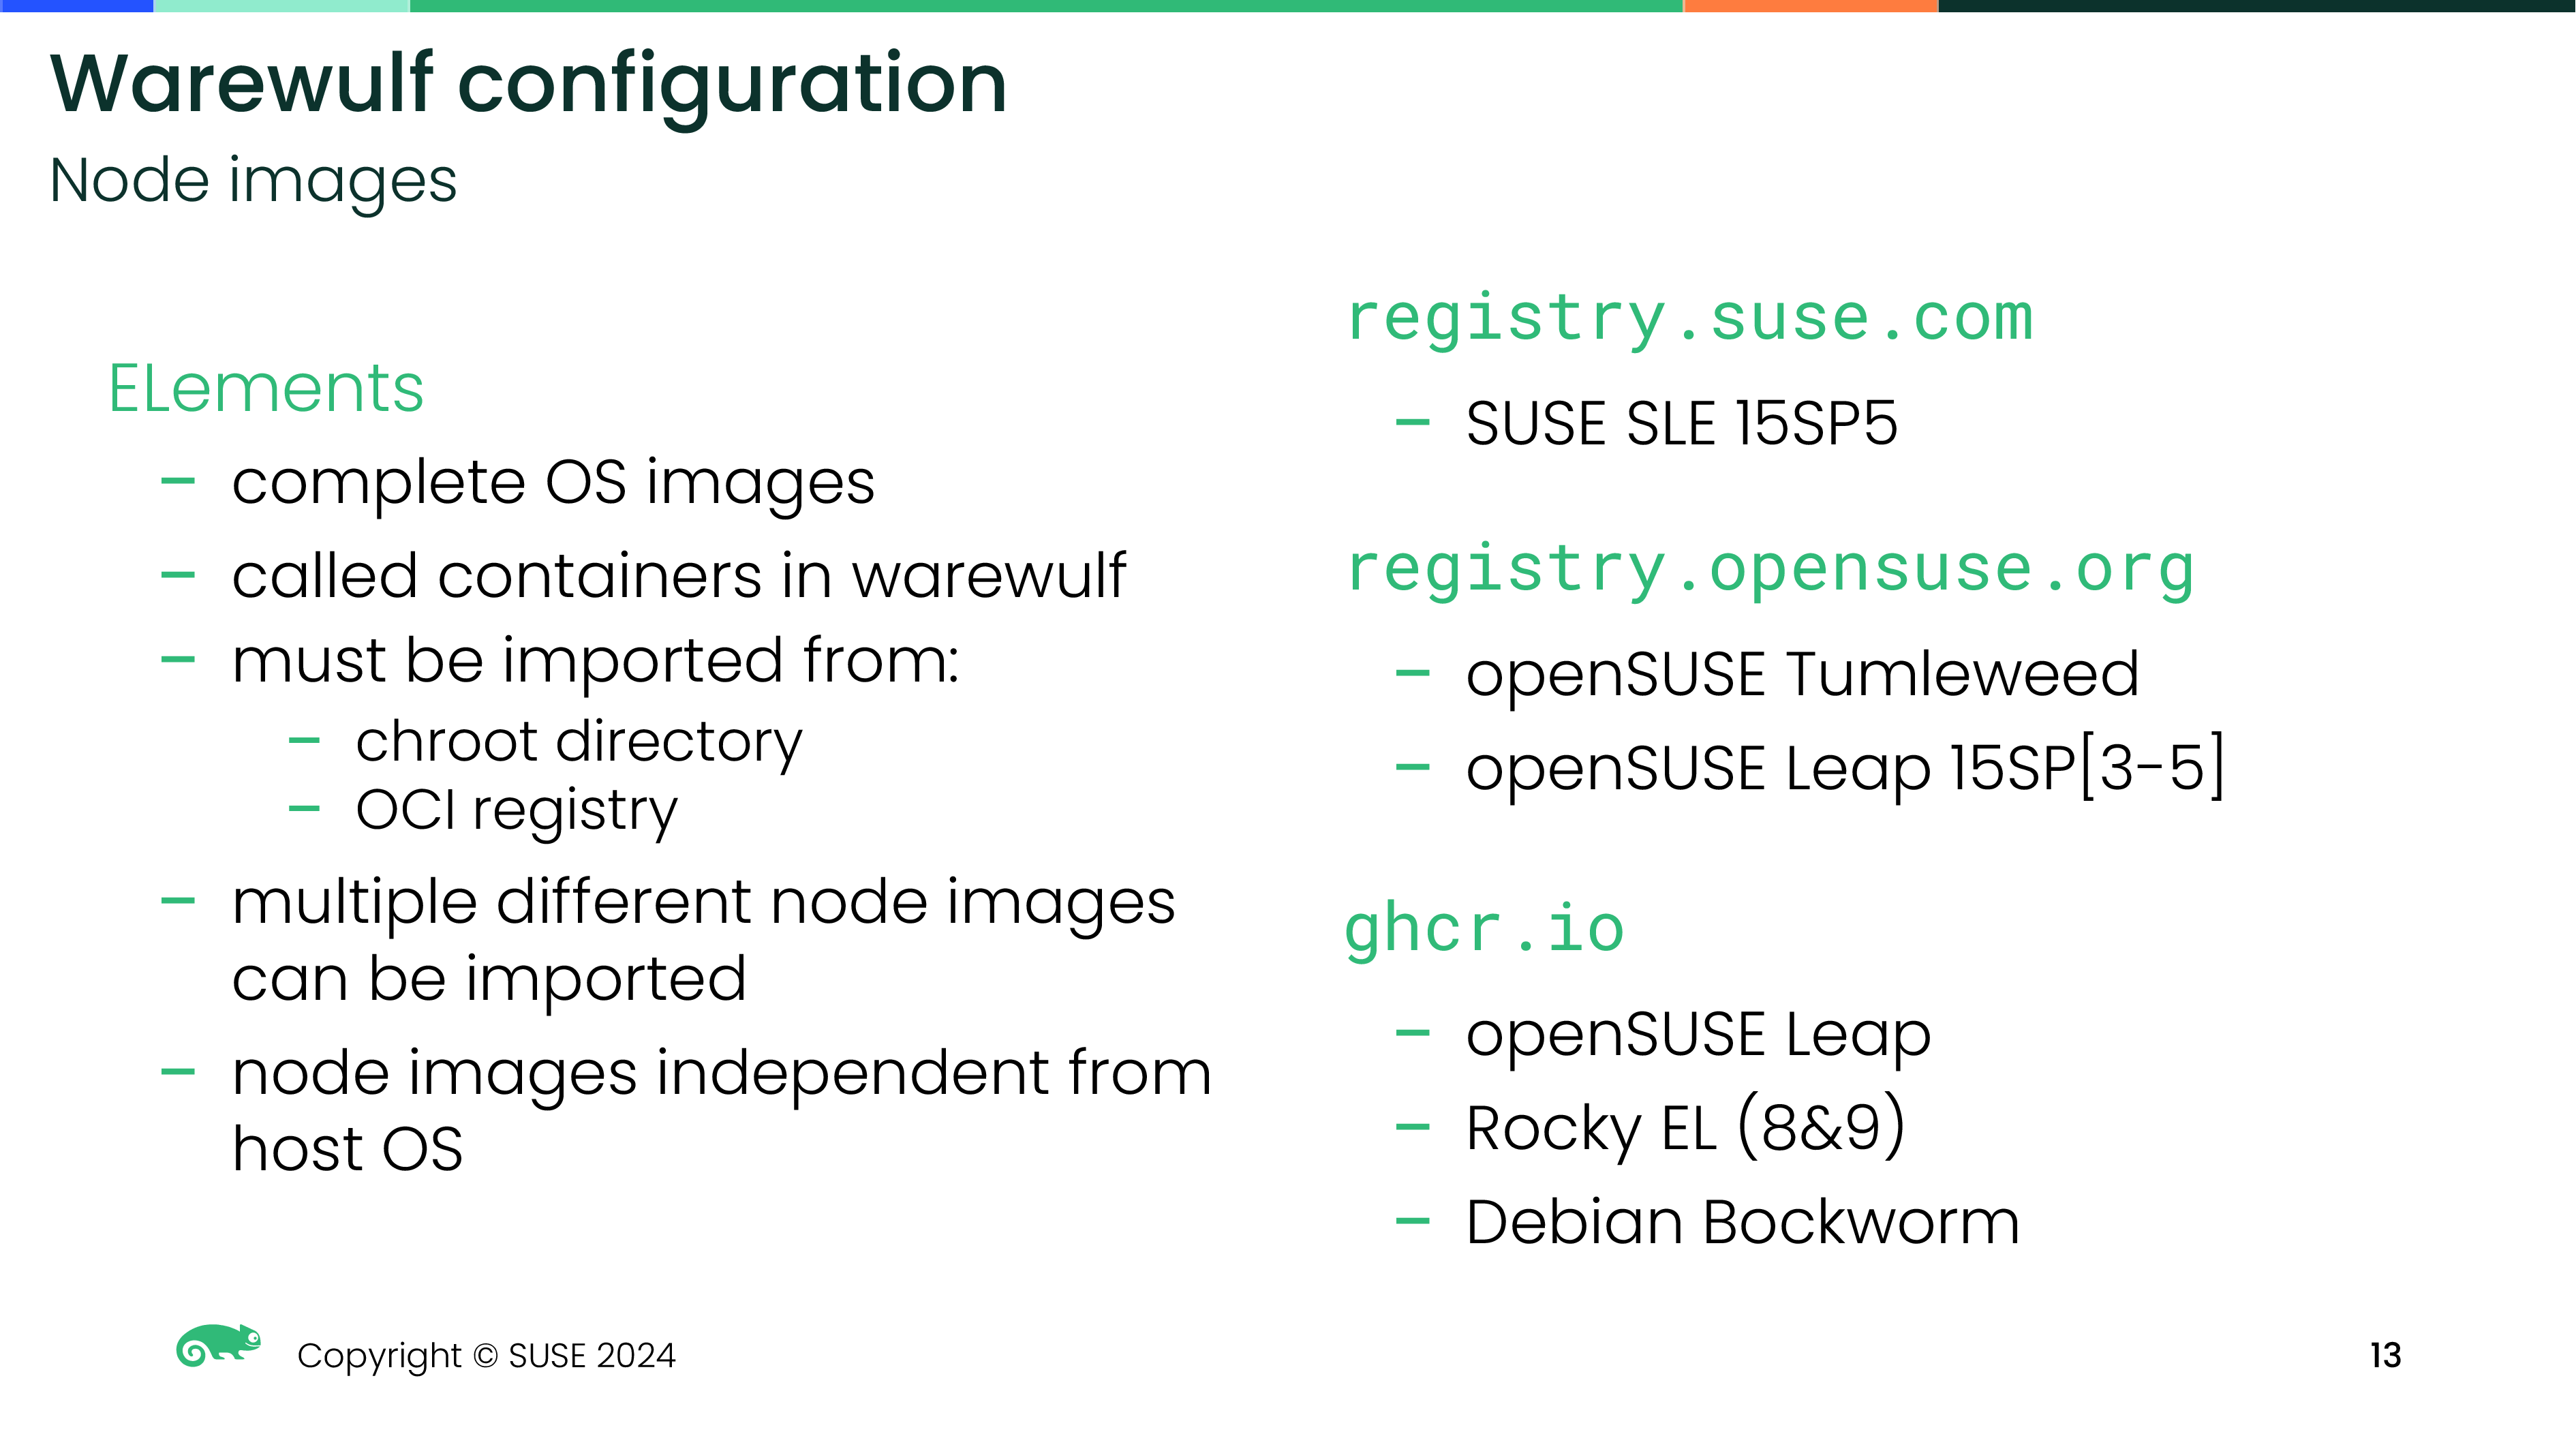 Warewulf configuration
Node images
ELements
– complete OS images
– called containers in warewulf
– must be imported from:
– chroot directory
– OCI registry
– multiple different node images
can be imported
– node images independent from
host OS
registry.suse.com
– SUSE SLE 15SP5
registry.opensuse.org
– openSUSE Tumleweed
– openSUSE Leap 15SP[3-5]
ghcr.io
– openSUSE Leap
– Rocky EL (8&9)
– Debian Bockworm
Copyright © SUSE 2024
13